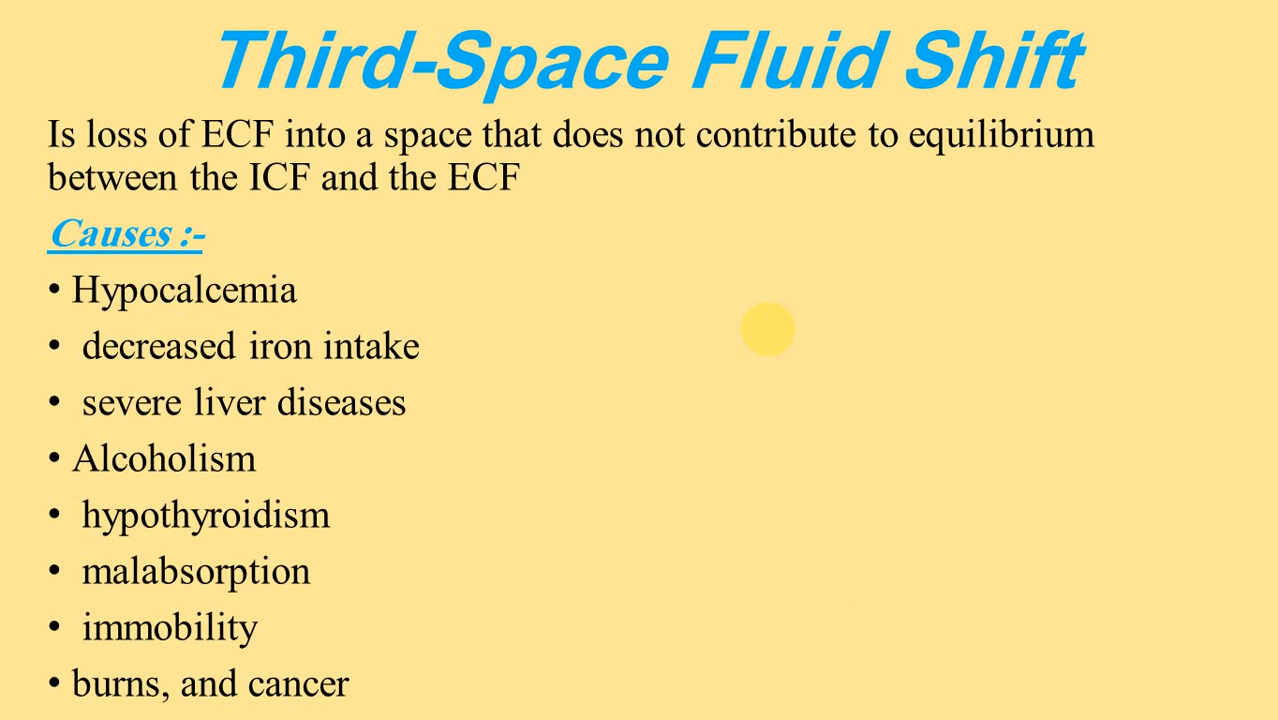 Third-Space Fluid Shift
Is loss of ECF into a space that does not contribute to equilibrium
between the ICF and the ECF
Causes :-
• Hypocalcemia
• decreased iron intake
• severe liver diseases
• Alcoholism
• hypothyroidism
• malabsorption
• immobility
• burns, and cancer